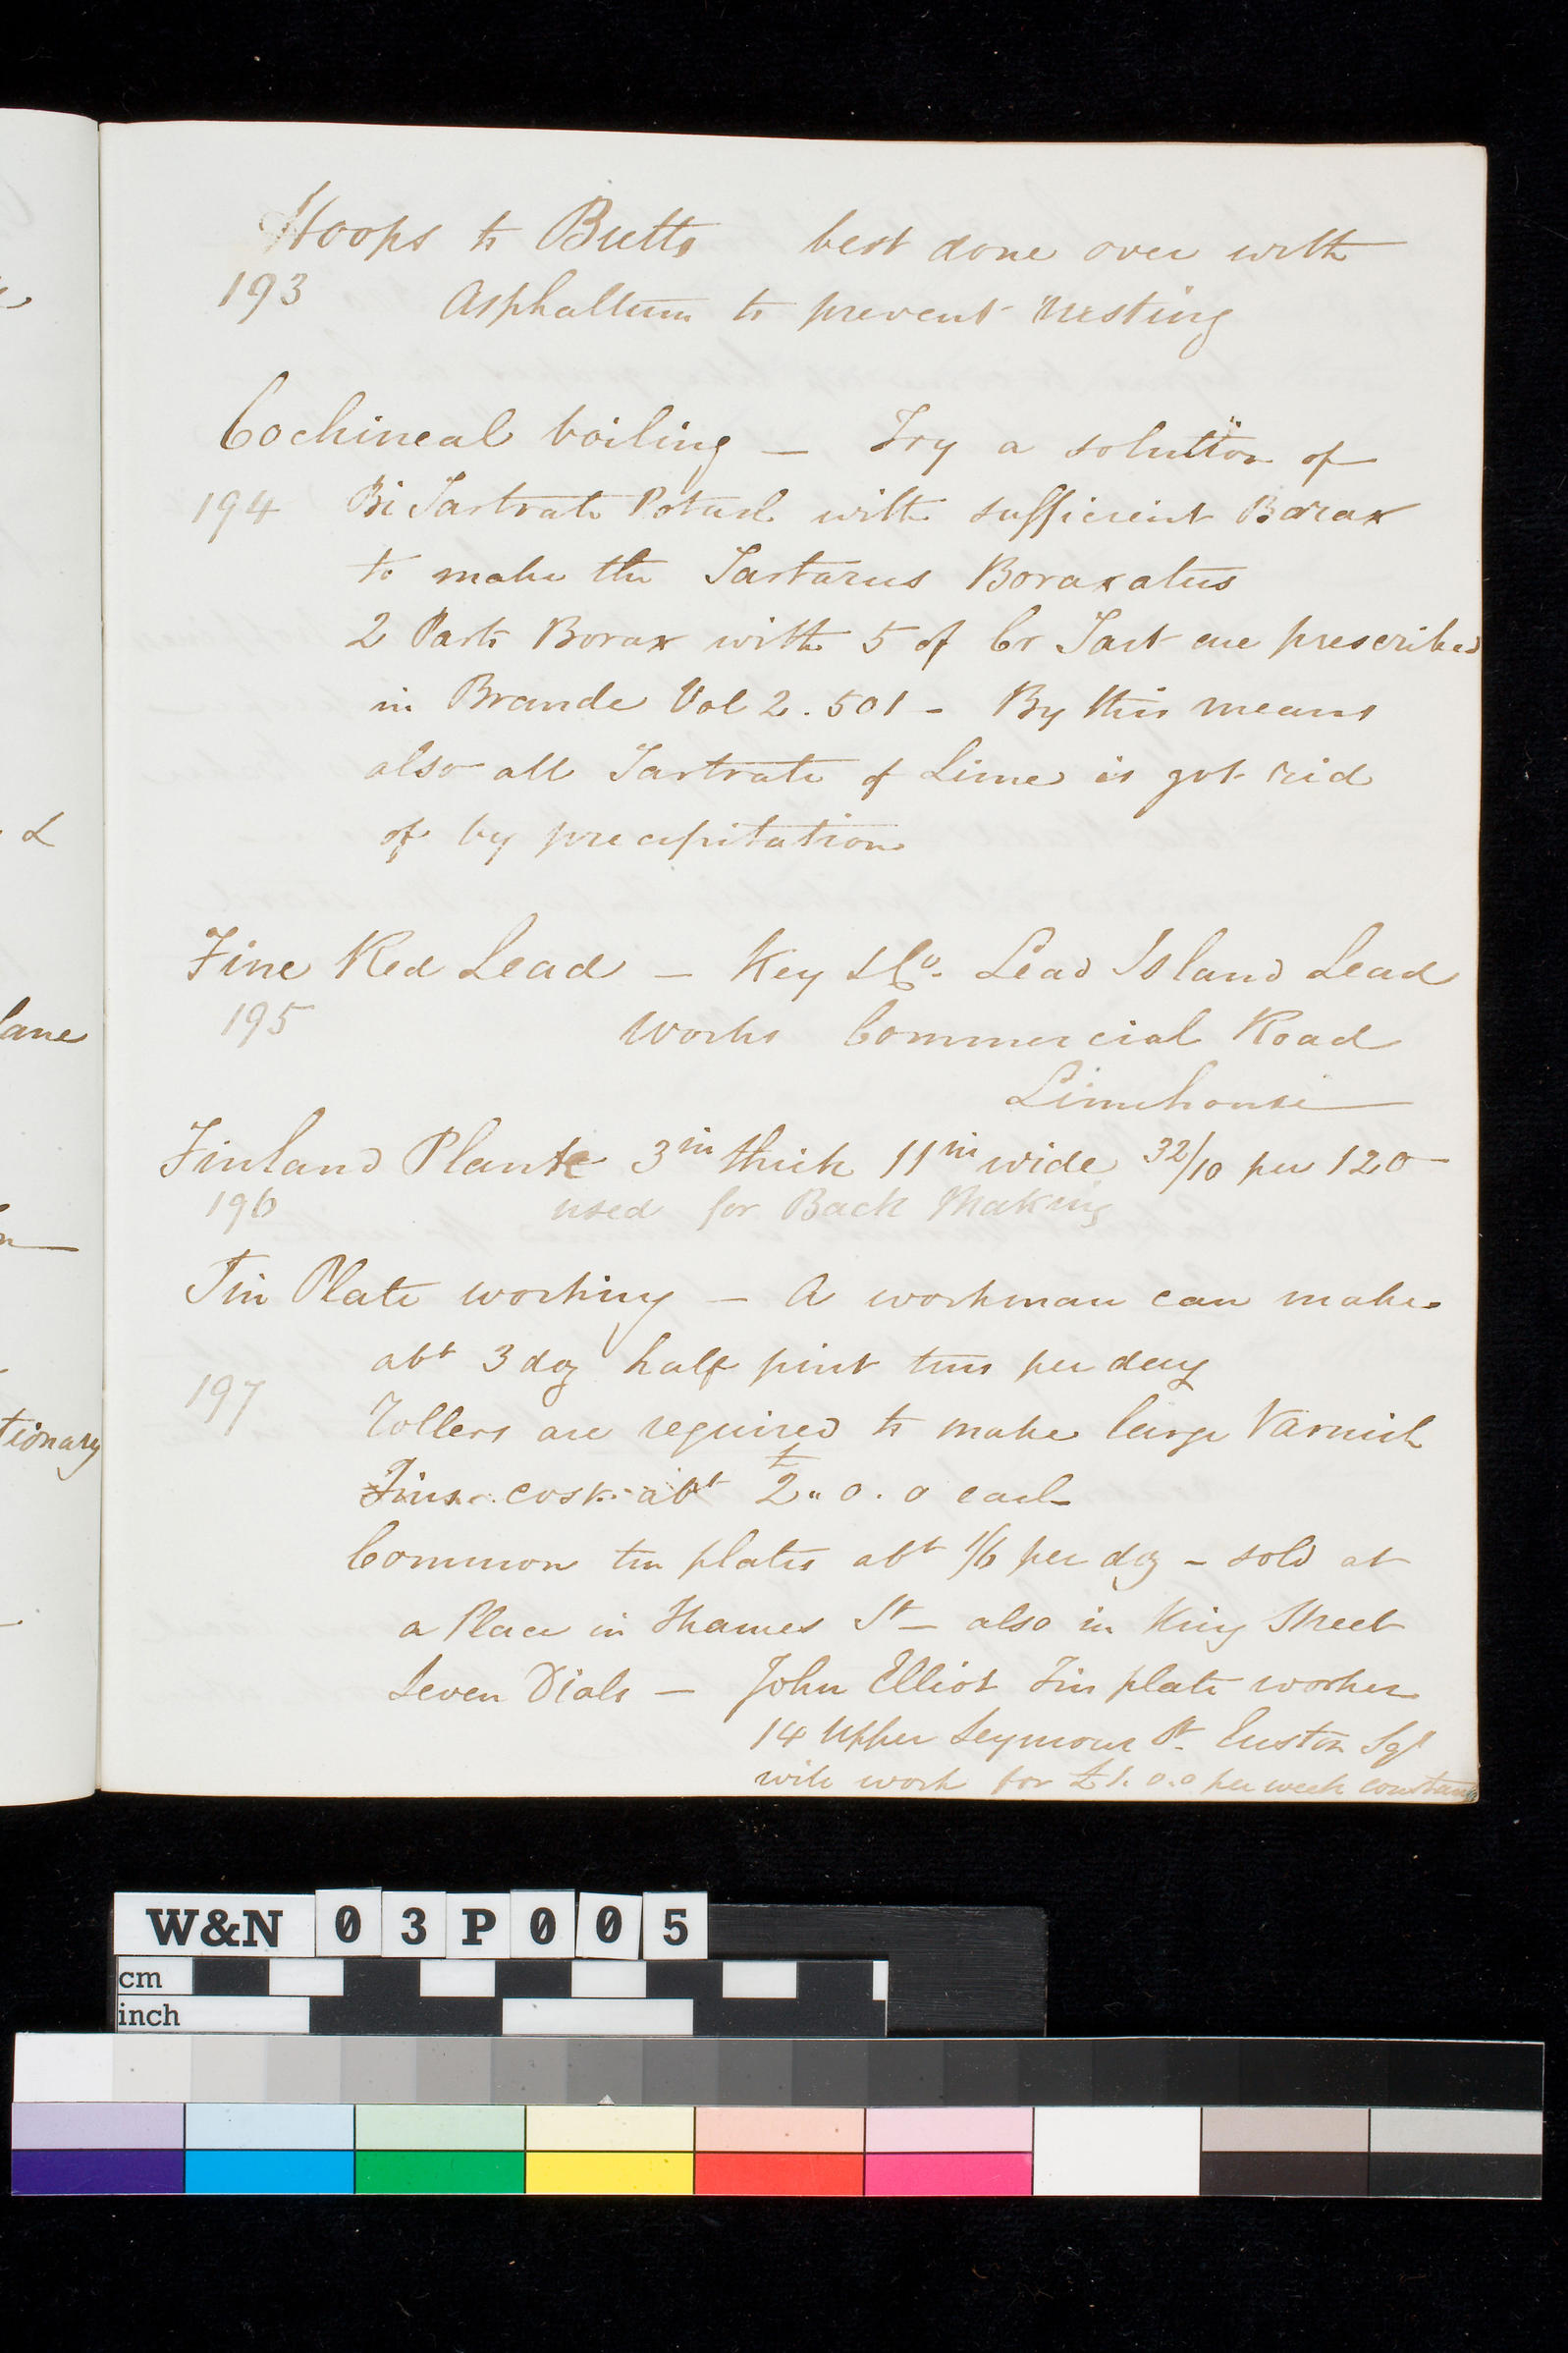 Hoops to Butts best done over with
193 Asphaltum to prevent rusting
Cochineal boiling — Try a solution of
194 Bi Tartrate Potash with sufficient Borax
to make the Tartarus Boraxatus
2 Parts Borax with 5 of Cr Tart are prescribed
in Brande Vol 2. 501 - By this means
also all Tartrate of Lime is got rid
of by precipitation
Fine Red Lead — Key & Co. Lead Island Lead
195 Works Commercial Road
Limehouse
Finland Planks 3in thick 11in wide 32/10 per 120
196 used for Back Making
Tin Plate working — A workman can make
abt 3 doz half pint tins per day
197
Rollers are required to make large Varnish
Tins cost abt £2 " 0 . 0 each
Common tin plates abt 1/6 per doz - sold at
a Place in Thames St — also in King Street
Seven Dials — John Elliot Tin plate worker
14 Upper Seymour St. Euston Sqr
will work for £1. 0. 0 per week constant
&
lane
tionary
W&N 0 3 P 0 0 5
cm
inch